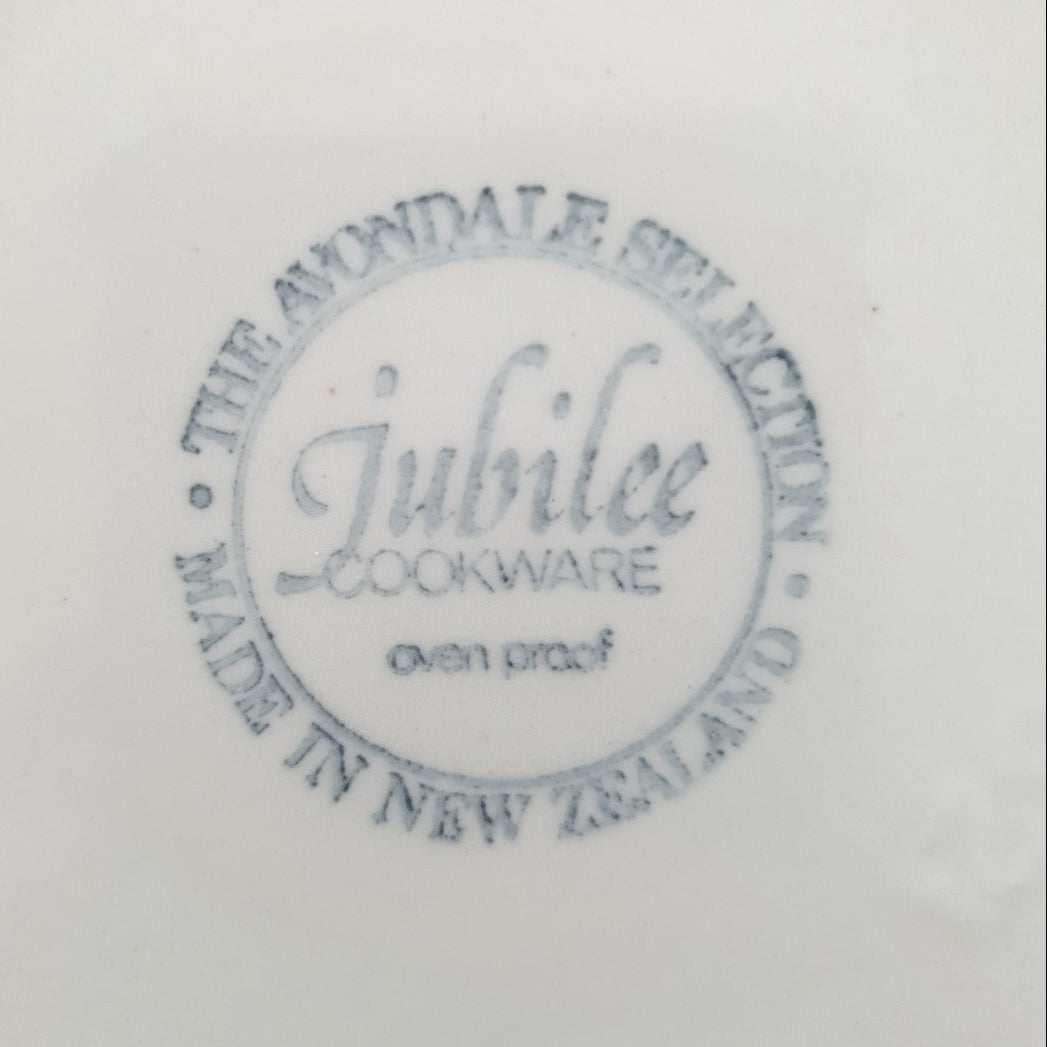 • THE AVONDALE SELECTION •
jubilee
COOKWARE
oven proof
MADE IN NEW ZEALAND